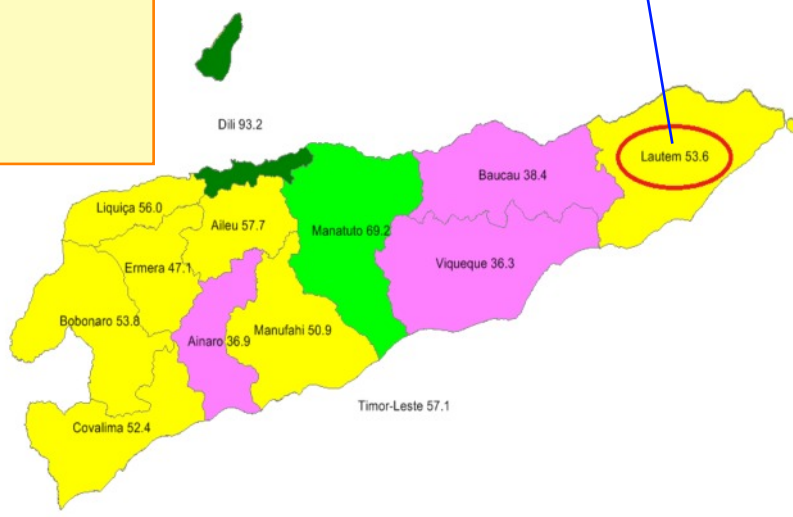 Dili 93.2
Lautem 53.6
Baucau 38.4
Liquiça 56.0
Aileu 57.7
Manatuto 69.2
Viqueque 36.3
Ermera 47.1
Bobonaro 53.8
Ainaro 36.9
Manufahi 50.9
Timor-Leste 57.1
Covalima 52.4